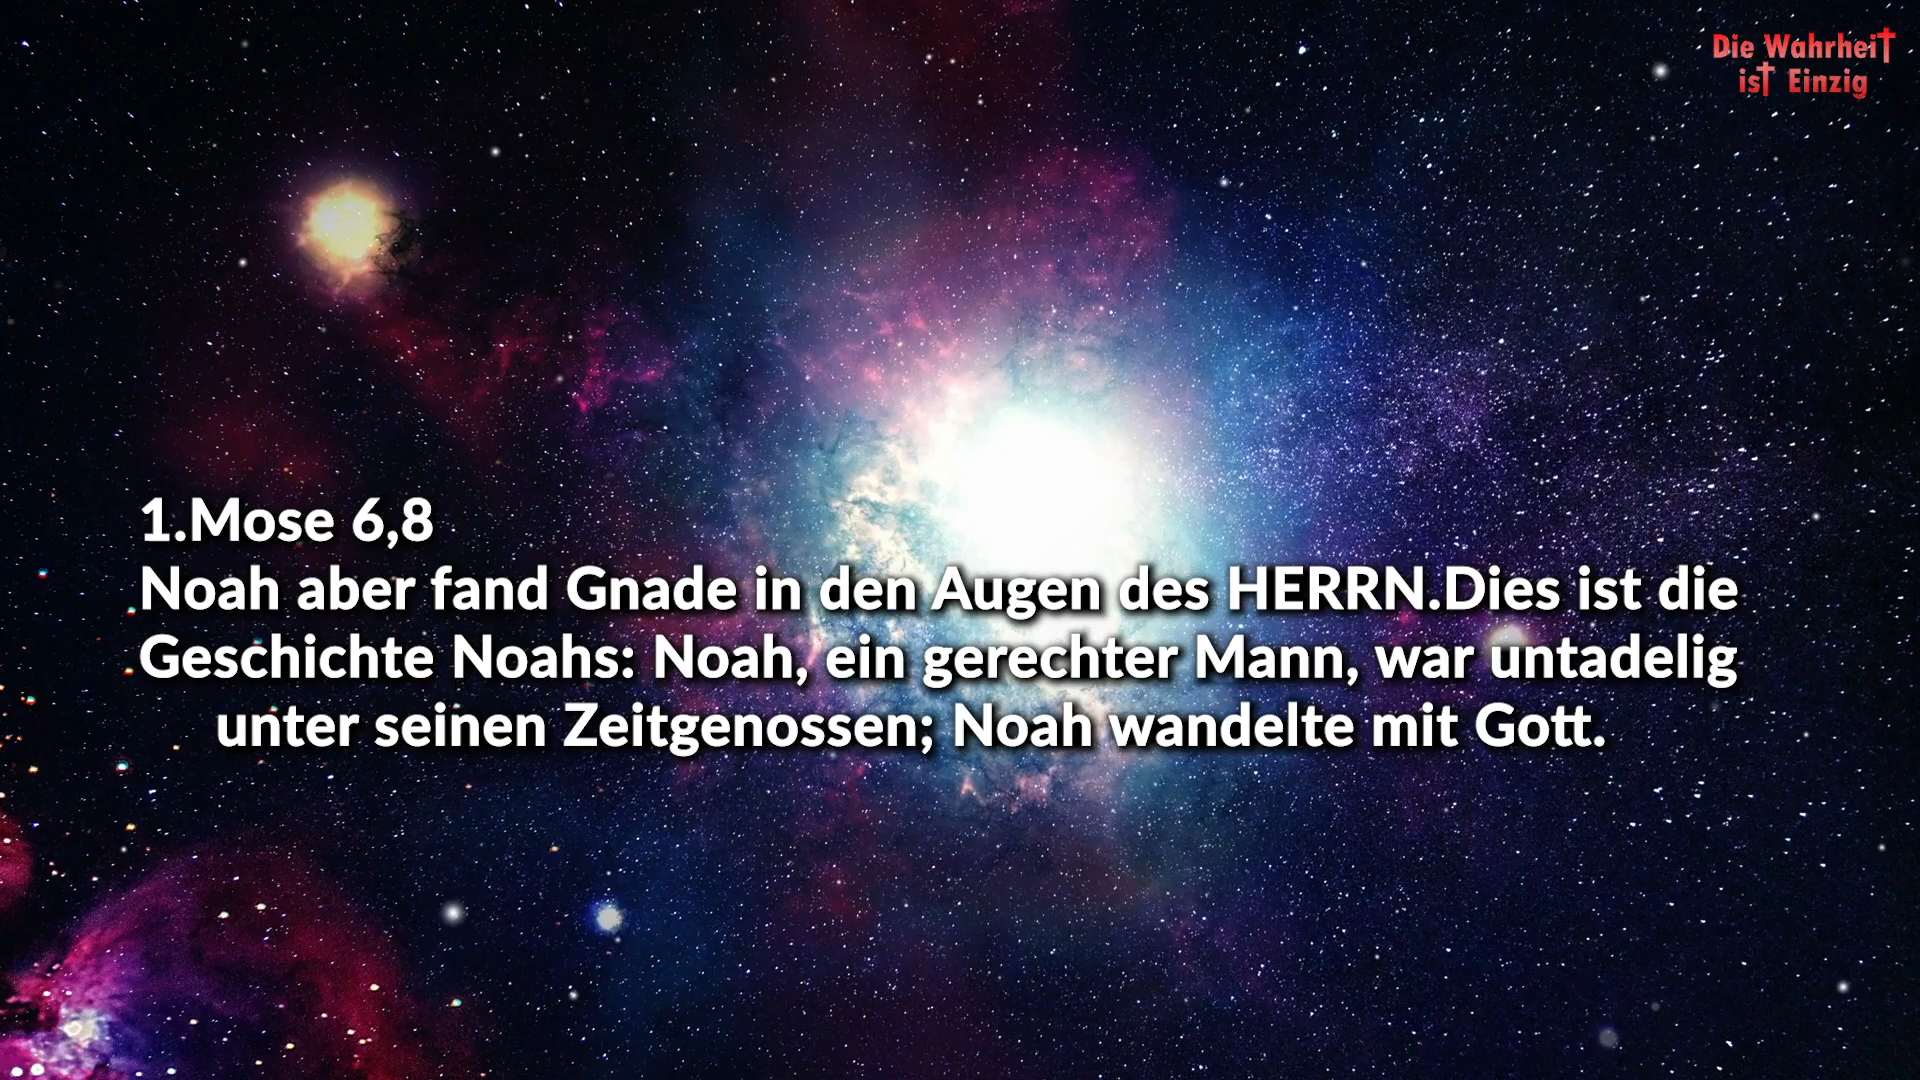 Die Wahrheit
ist Einzig
1.Mose 6,8
Noah aber fand Gnade in den Augen des HERRN.Dies ist die
Geschichte Noahs: Noah, ein gerechter Mann, war untadelig
unter seinen Zeitgenossen; Noah wandelte mit Gott.